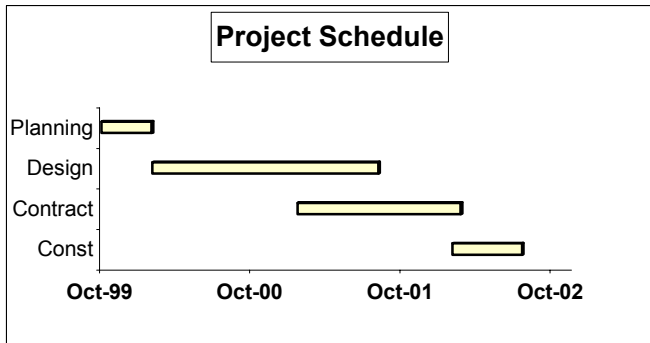 Project Schedule
Planning
Design
Contract
Const
Oct-99 Oct-00 Oct-01 Oct-02